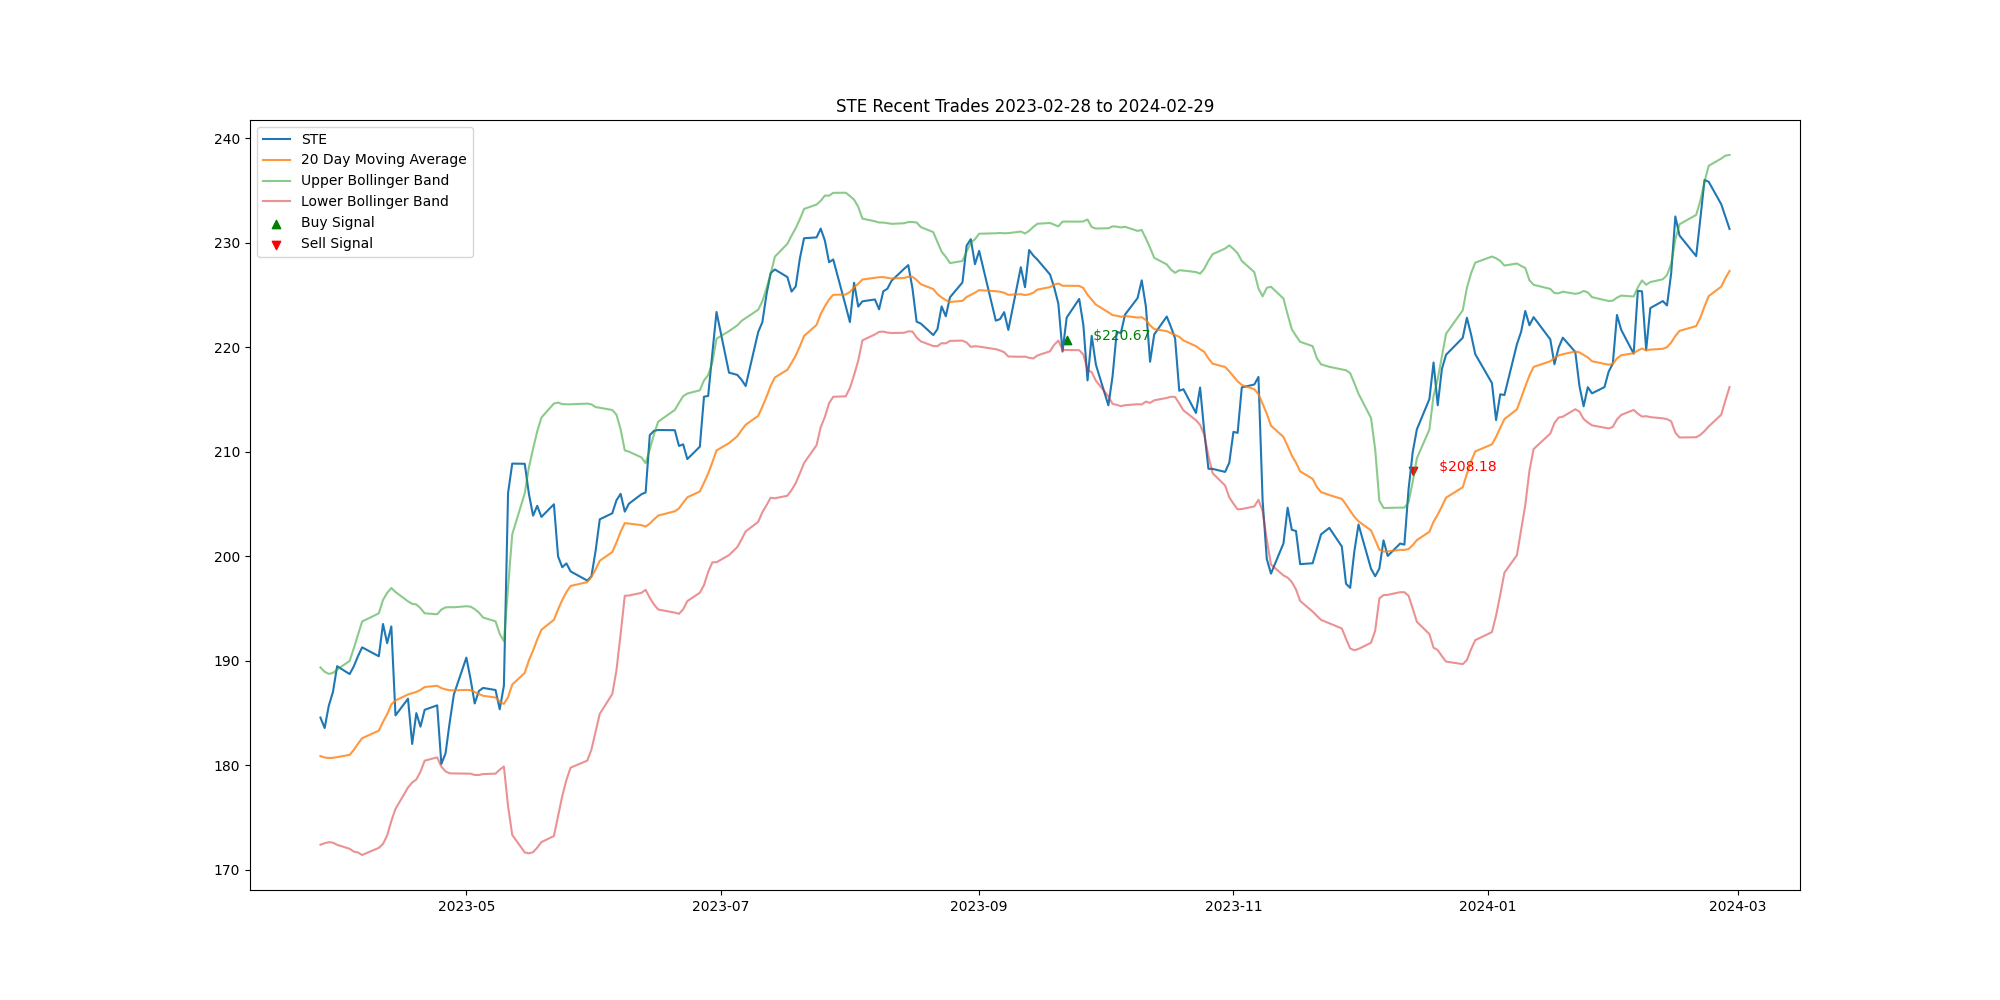 STE Recent Trades 2023-02-28 to 2024-02-29
240
230
220
210
200
190
180
170
STE
20 Day Moving Average
Upper Bollinger Band
Lower Bollinger Band
Buy Signal
Sell Signal
$220.67
$208.18
2023-05
2023-07
2023-09
2023-11
2024-01
2024-03